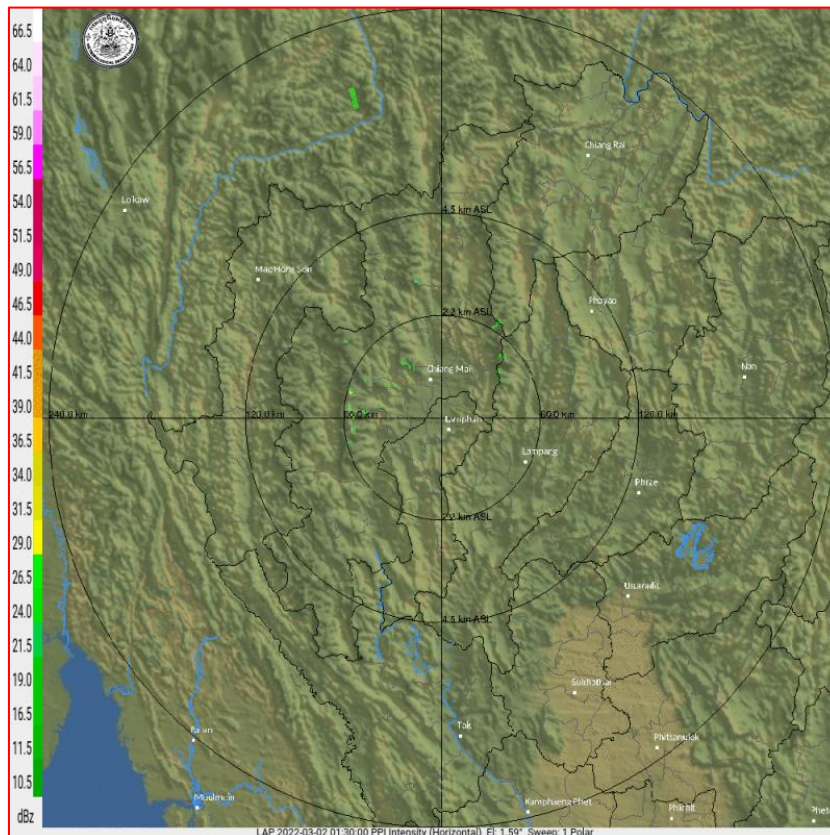 66.5
64.0
61.5
59.0
56.5
54.0
51.5
49.0
46.5
44.0
41.5
39.0
36.5
34.0
31.5
29.0
26.5
24.0
21.5
19.0
16.5
14.0
11.5
10.5
dBz
Chiang Rai
Loikaw
4.5 km ASL
Mae Hong Son
Phayao
2.2 km ASL
Nan
Chiang Mai
240.0 km
120.0 km
60.0 km
60.0 km
120.0 km
Lamphun
Lampang
Phrae
2.2 km ASL
Uttaradit
4.5 km ASL
Sukhothai
Tak
Pa-an
Phitsanulok
Moulmein
Kamphaeng Phet
Phichit
LAP 2022-03-02 01:30:00 PPI Intensity (Horizontal) El: 1.59° Sweep: 1 Polar